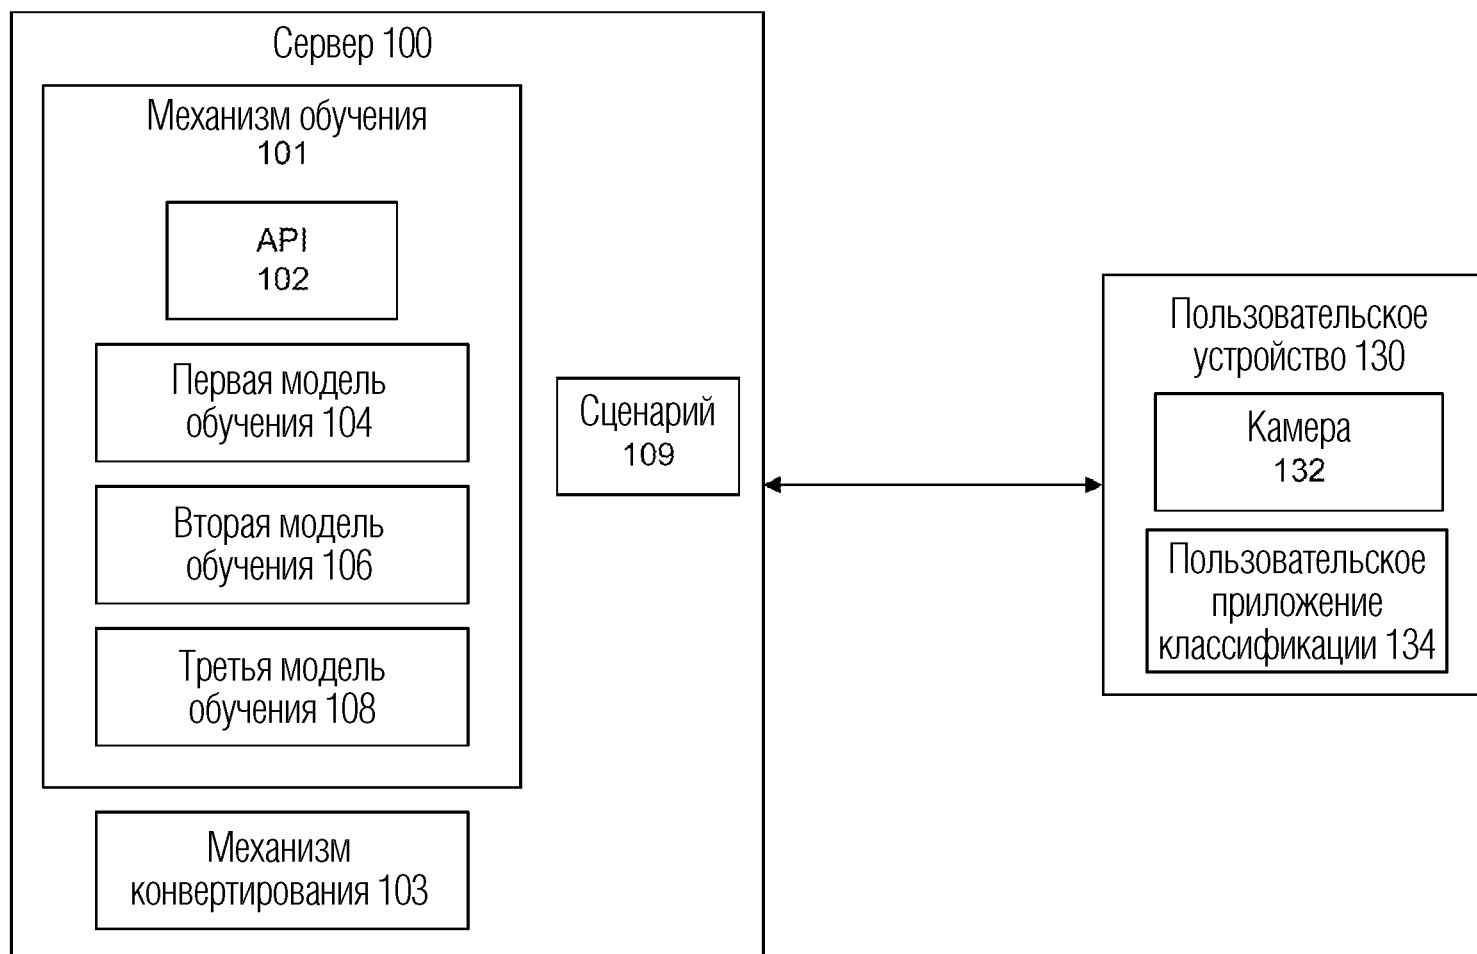 Сервер 100
Механизм обучения
101
API
102
Первая модель
обучения 104
Вторая модель
обучения 106
Третья модель
обучения 108
Механизм
конвертирования 103
Сценарий
109
Пользовательское
устройство 130
Камера
132
Пользовательское
приложение
классификации 134